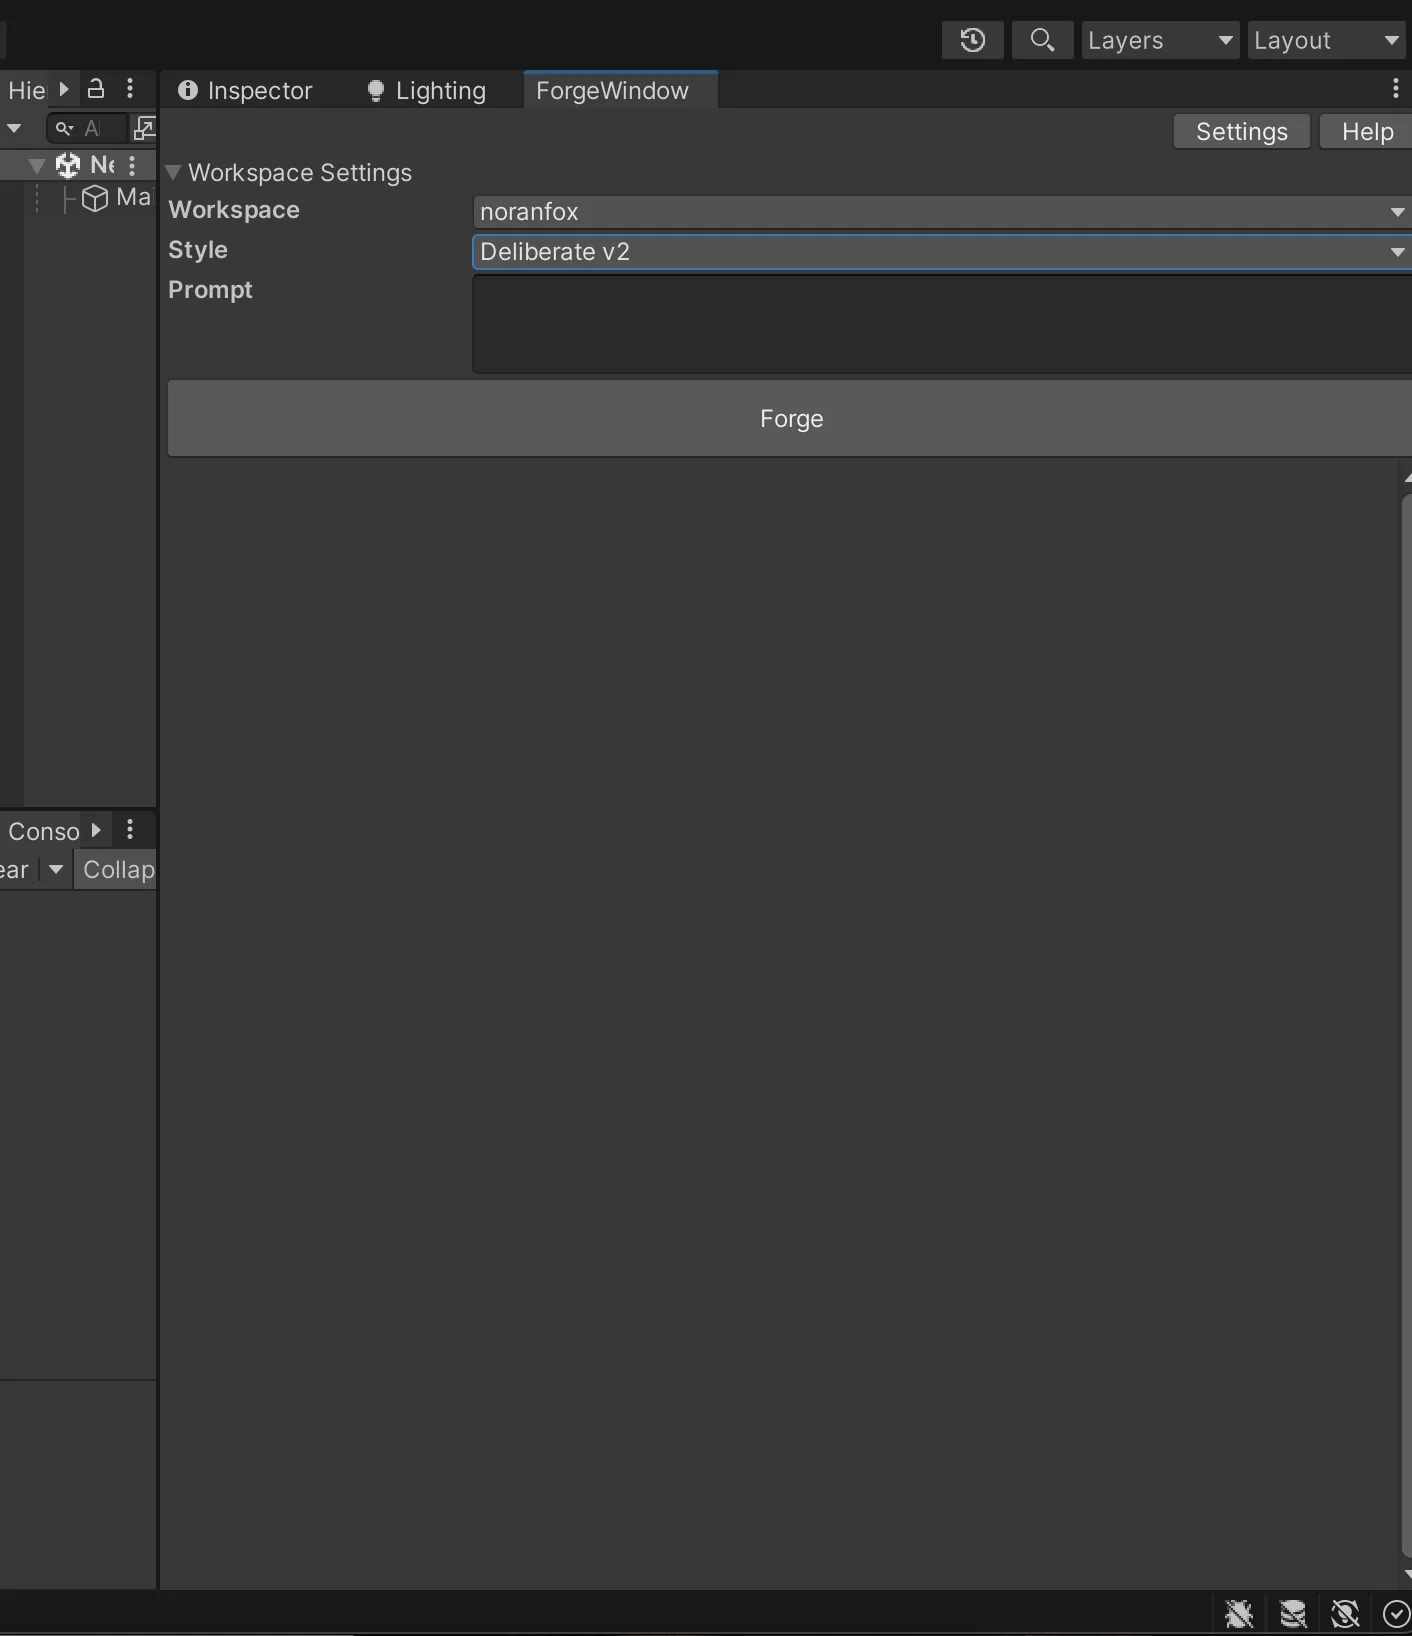 Layers
Layout
Hie
Inspector
Lighting
ForgeWindow
Al
Settings
Help
Ne
Ma
Workspace Settings
Workspace
noranfox
Style
Deliberate v2
Prompt
Forge
Conso
ear
Collap